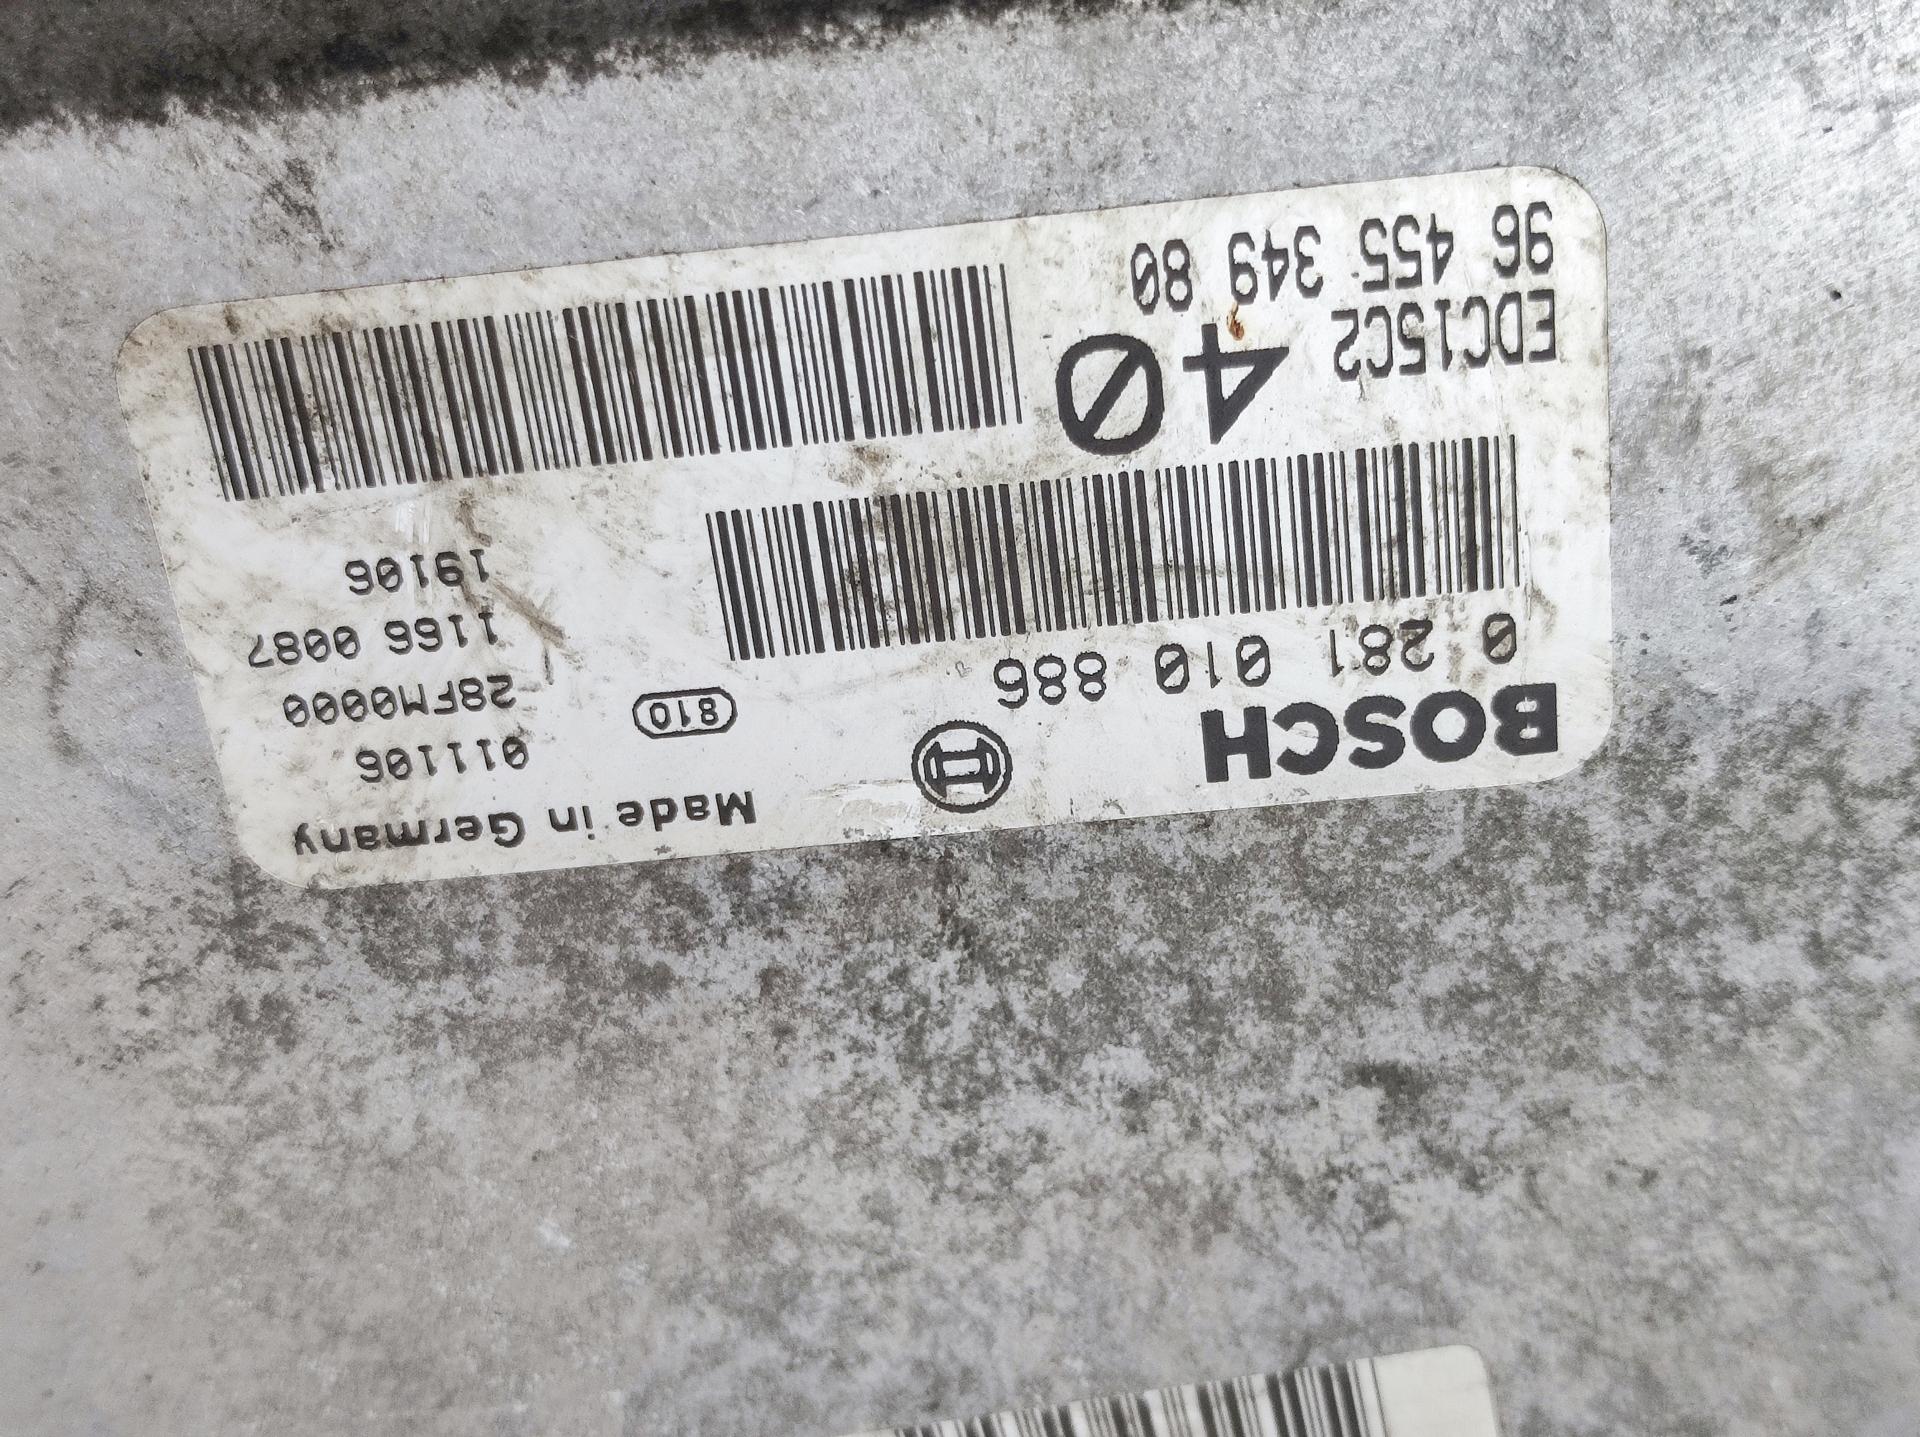 BOSCH
Made in Germany
0 281 010 886
810
011106
28FM00000
1166 0087
19106
EDC15C2
40
96 455 349 80